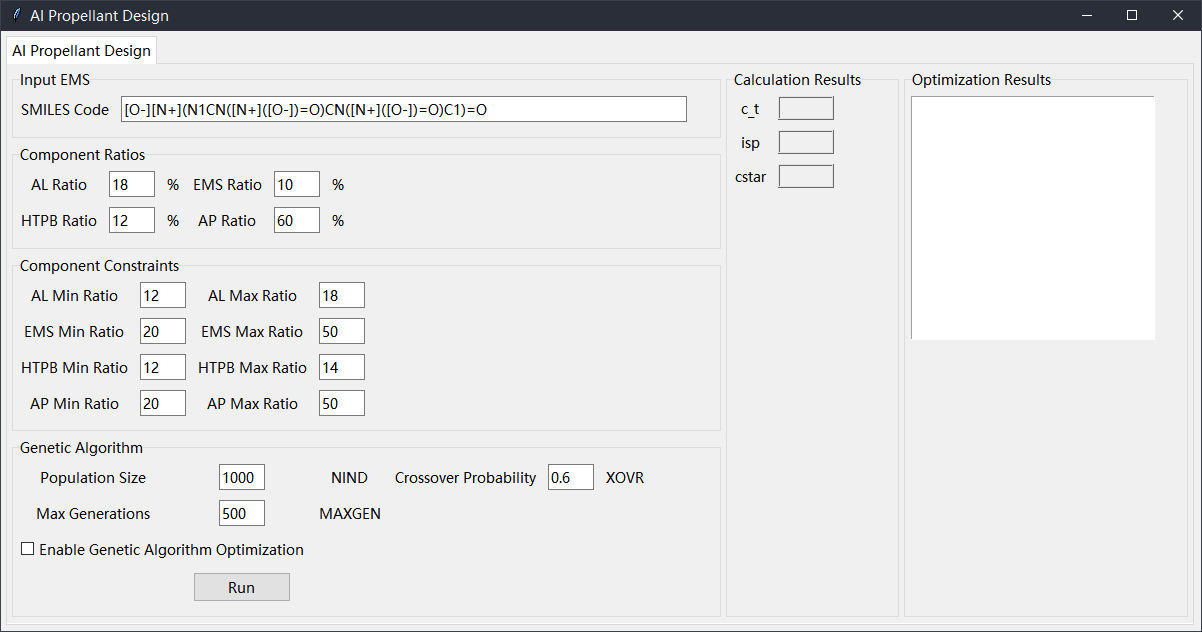 AI Propellant Design
AI Propellant Design
Input EMS
SMILES Code [O-][N+](N1CN([N+]([O-])=O)CN([N+]([O-])=O)C1)=O
Component Ratios
AL Ratio 18 % EMS Ratio 10 %
HTPB Ratio 12 % AP Ratio 60 %
Component Constraints
AL Min Ratio 12 AL Max Ratio 18
EMS Min Ratio 20 EMS Max Ratio 50
HTPB Min Ratio 12 HTPB Max Ratio 14
AP Min Ratio 20 AP Max Ratio 50
Genetic Algorithm
Population Size 1000 NIND Crossover Probability 0.6 XOVR
Max Generations 500 MAXGEN
Enable Genetic Algorithm Optimization
Run
Calculation Results
c_t
isp
cstar
Optimization Results